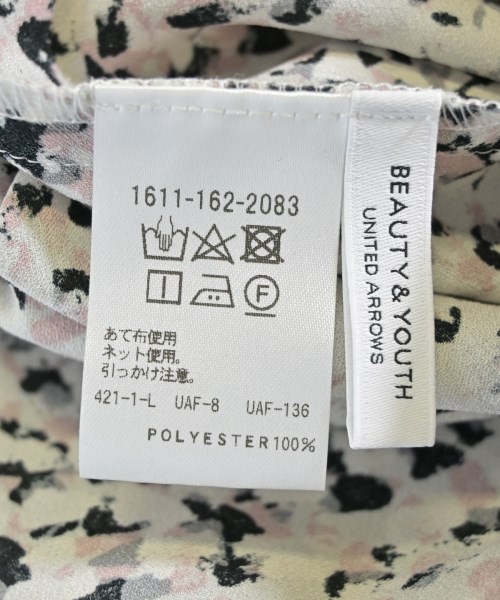 1611-162-2083
F
あて布使用
ネット使用。
引っかけ注意。
421-1-L UAF-8 UAF-136
POLYESTER100%
BEAUTY & YOUTH
UNITED ARROWS